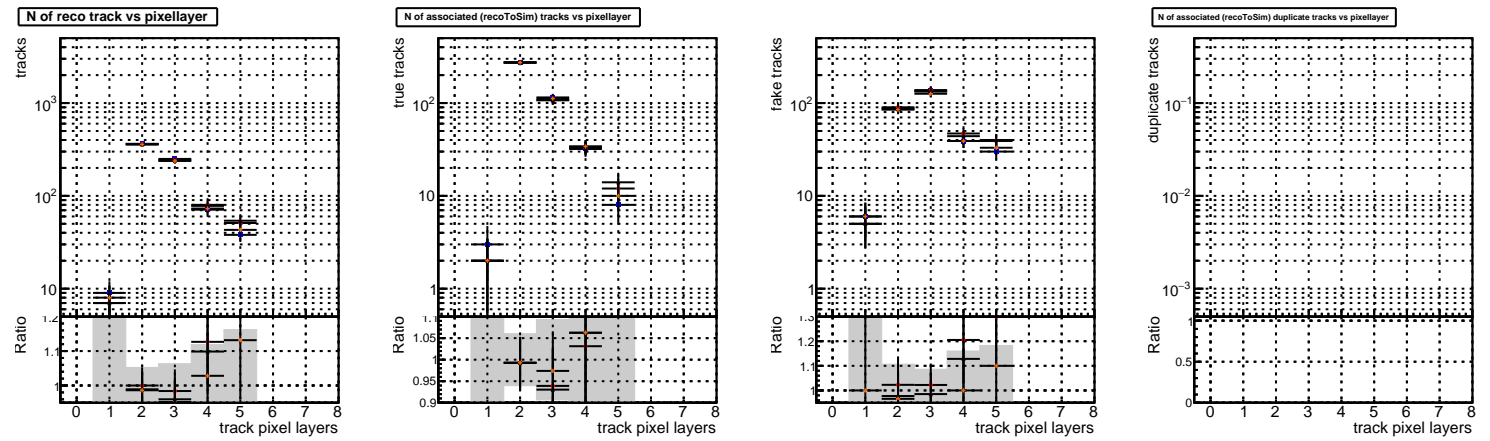 N of reco track vs pixellayer
tracks
10³
10²
10
Ratio
1.2
1.1
1
0 1 2 3 4 5 6 7 8
track pixel layers
N of associated (recoToSim) tracks vs pixellayer
true tracks
10²
10
1
Ratio
1.1
1.05
1
0.95
0.9
0 1 2 3 4 5 6 7 8
track pixel layers
fake tracks
10²
10
1
Ratio
1.3
1.2
1.1
1
0 1 2 3 4 5 6 7 8
track pixel layers
N of associated (recoToSim) duplicate tracks vs pixellayer
duplicate tracks
10⁻¹
10⁻²
10⁻³
Ratio
1
0.5
0
0 1 2 3 4 5 6 7 8
track pixel layers